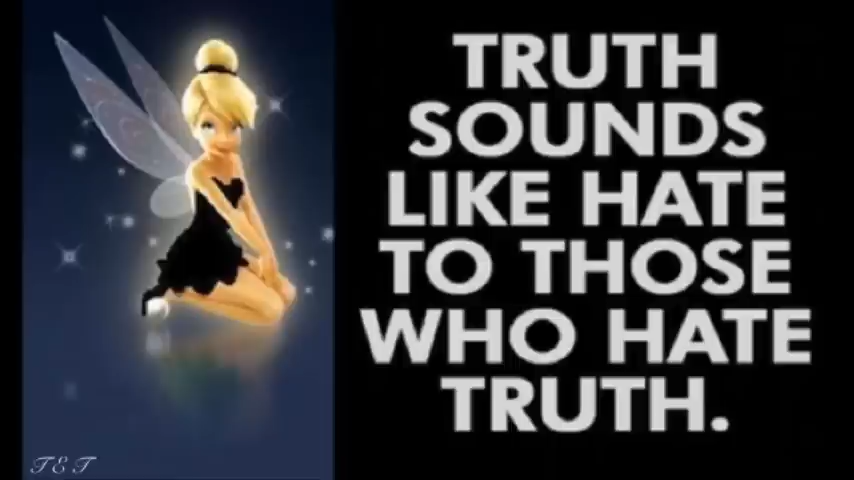 TRUTH
SOUNDS
LIKE HATE
TO THOSE
WHO HATE
TRUTH.
T&T